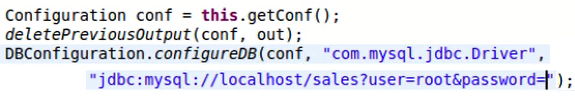 Configuration conf = this.getConf();
deletePreviousOutput(conf, out);
DBConfiguration.configureDB(conf, "com.mysql.jdbc.Driver",
"jdbc:mysql://localhost/sales?user=root&password=");